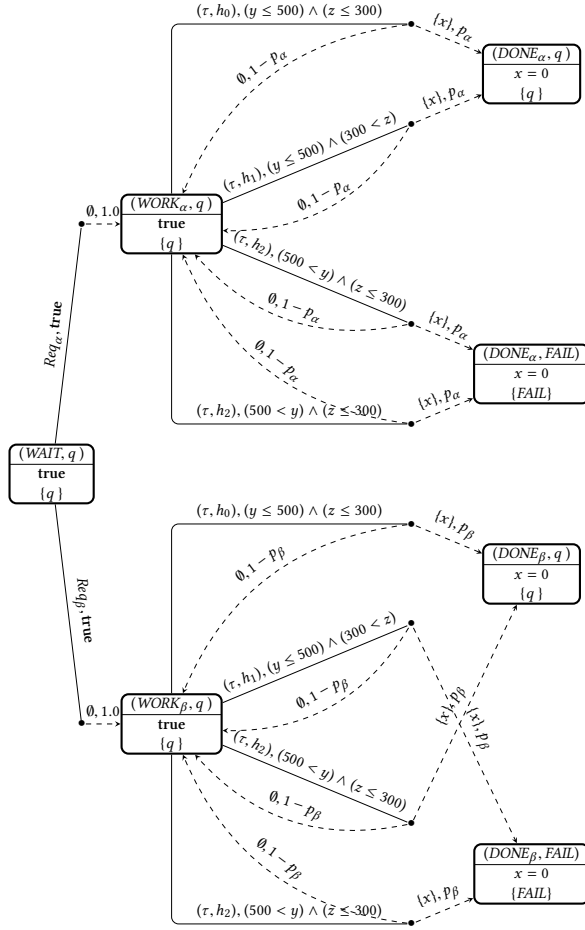 (τ, h₀), (y ≤ 500) ∧ (z ≤ 300)
{x}, p_α
∅, 1− p_α
(DONE_α, q)
x = 0
{q}
{x}, p_α
(τ, h₁), (y ≤ 500) ∧ (300 < z)
∅, 1− p_α
∅, 1.0
(WORK_α, q)
true
{q}
(τ, h₂), (500 < y) ∧ (z ≤ 300)
∅, 1− p_α
{x}, p_α
Req_α, true
∅, 1− p_α
(DONE_α, FAIL)
x = 0
{FAIL}
{x}, p_α
(τ, h₂), (500 < y) ∧ (z ≤ 300)
(WAIT, q)
true
{q}
(τ, h₀), (y ≤ 500) ∧ (z ≤ 300)
{x}, p_β
∅, 1− p_β
(DONE_β, q)
x = 0
{q}
Req_β, true
(τ, h₁), (y ≤ 500) ∧ (300 < z)
∅, 1− p_β
{x}, p_β
{x}, p_β
∅, 1.0
(WORK_β, q)
true
{q}
(τ, h₂), (500 < y) ∧ (z ≤ 300)
∅, 1− p_β
∅, 1− p_β
(DONE_β, FAIL)
x = 0
{FAIL}
{x}, p_β
(τ, h₂), (500 < y) ∧ (z ≤ 300)